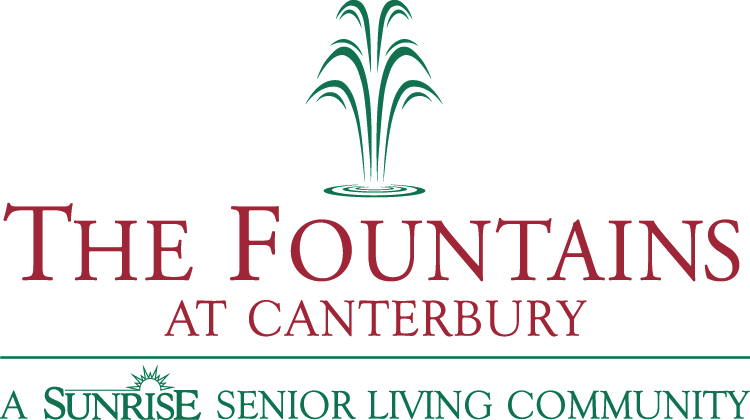 THE FOUNTAINS
AT CANTERBURY
A SUNRISE SENIOR LIVING COMMUNITY